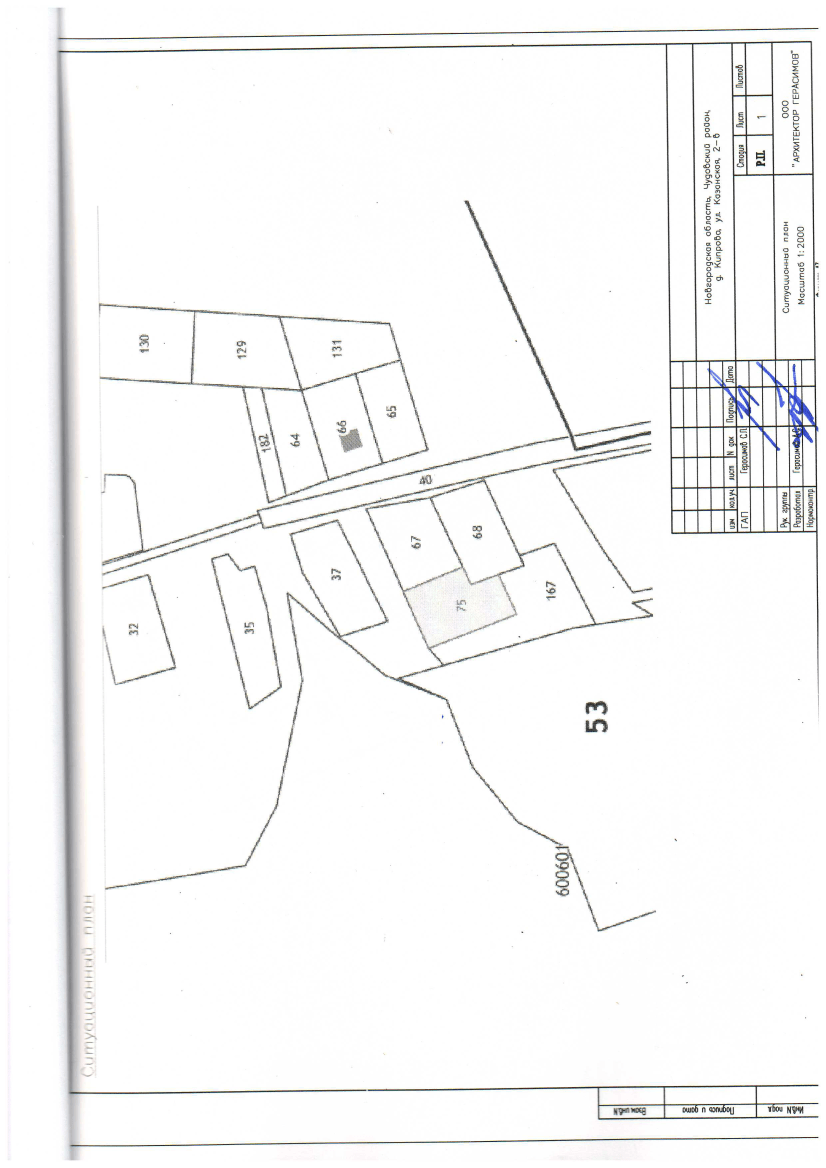 Ситуационный план
130
129
131
182
64
66
65
40
32
35
37
67
68
75
167
53
600601
Новгородская область, Чудовский район,
д. Кипрова, ул. Казанская, 2-в
изм кол.уч. лист N док Подпись Дата
ГАП Герасимов С.П.
Рук. группы
Разработал
Нормоконтр
Стадия Лист Листов
Р.П. 1
Ситуационный план
Масштаб 1:2000
ООО
"АРХИТЕКТОР ГЕРАСИМОВ"
Взам.инв.N
Подпись и дата
Инв.N подл.